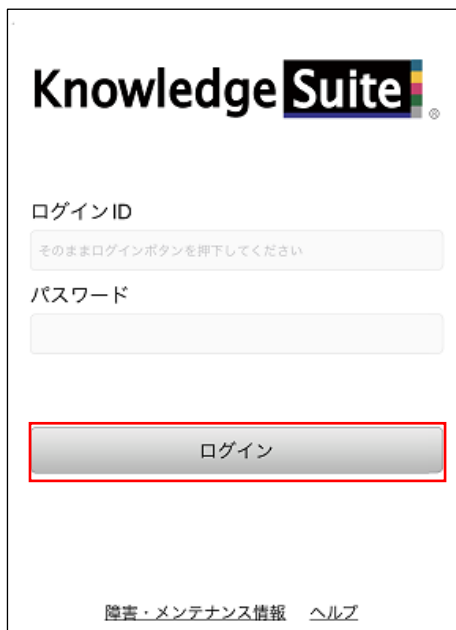 Knowledge Suite ®
ログインID
そのままログインボタンを押下してください
パスワード
ログイン
障害・メンテナンス情報 ヘルプ